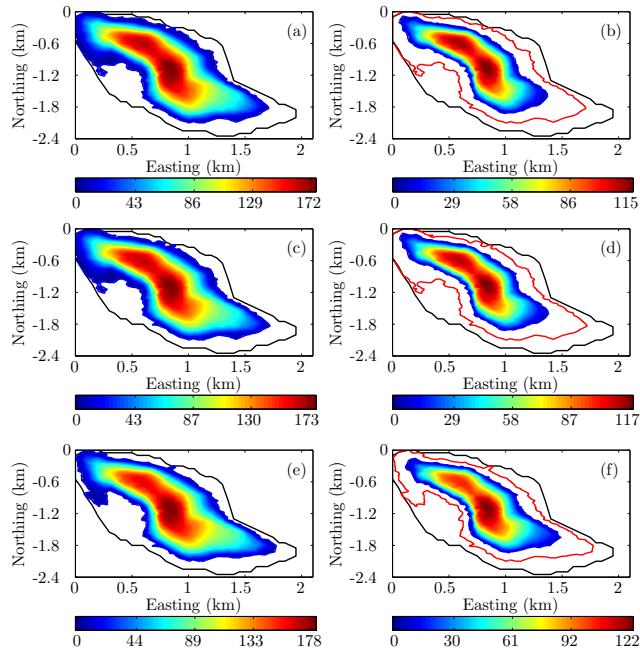 0 (a) 0 (b)
-0.6 -0.6
-1.2 -1.2
-1.8 -1.8
-2.4 -2.4
Northing (km) Northing (km)
0 0.5 1 1.5 2 0 0.5 1 1.5 2
Easting (km) Easting (km)
0 43 86 129 172 0 29 58 86 115
0 (c) 0 (d)
-0.6 -0.6
-1.2 -1.2
-1.8 -1.8
-2.4 -2.4
Northing (km) Northing (km)
0 0.5 1 1.5 2 0 0.5 1 1.5 2
Easting (km) Easting (km)
0 43 87 130 173 0 29 58 88 117
0 (e) 0 (f)
-0.6 -0.6
-1.2 -1.2
-1.8 -1.8
-2.4 -2.4
Northing (km) Northing (km)
0 0.5 1 1.5 2 0 0.5 1 1.5 2
Easting (km) Easting (km)
0 44 89 133 178 0 30 61 92 122